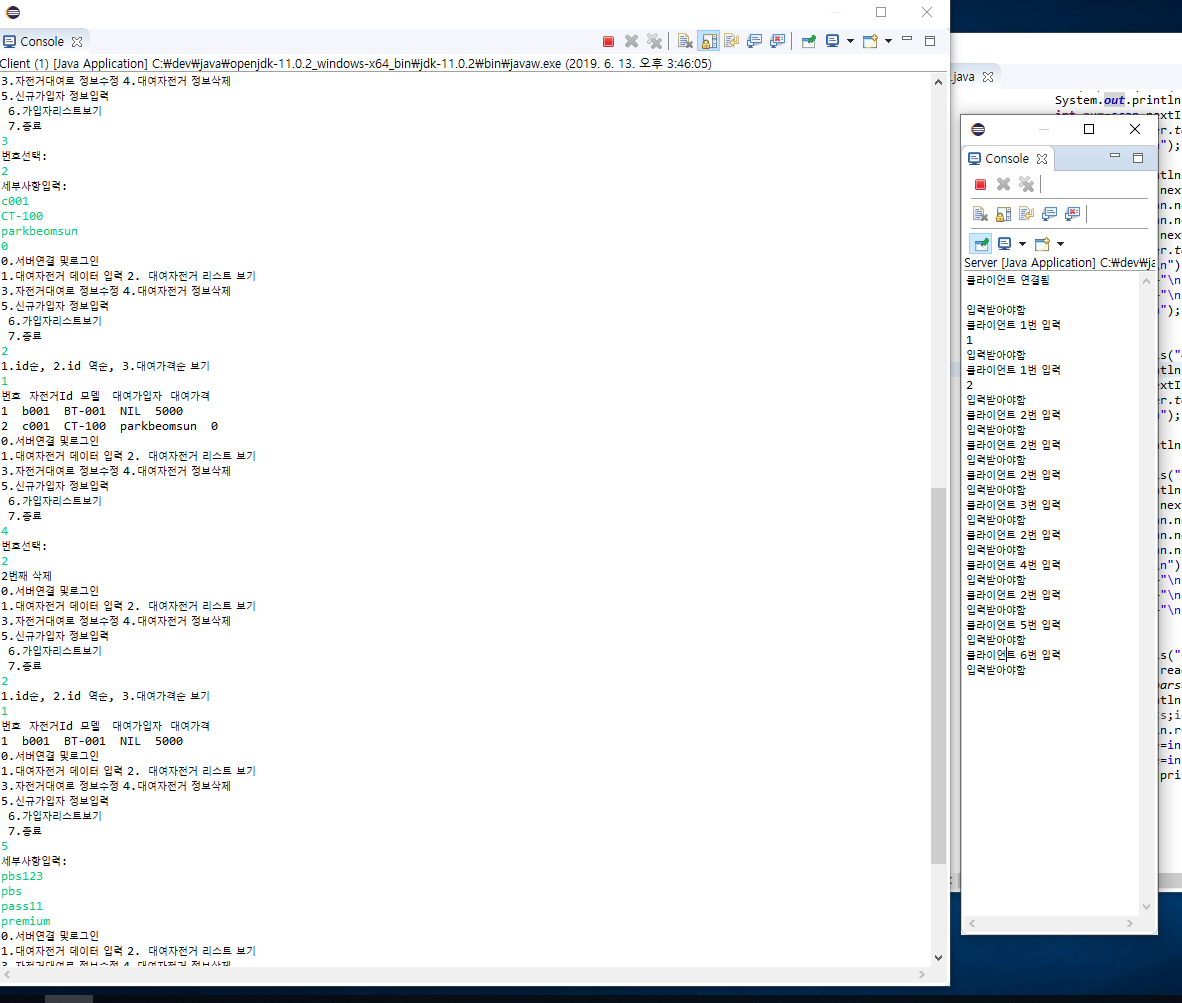 Console
Client (1) [Java Application] C:₩dev₩java₩openjdk-11.0.2_windows-x64_bin₩jdk-11.0.2₩bin₩javaw.exe (2019. 6. 13. 오후 3:46:05)
3.자전거대여로 정보수정 4.대여자전거 정보삭제
5.신규가입자 정보입력
6.가입자리스트보기
7.종료
3
번호선택:
2
세부사항입력:
c001
CT-100
parkbeomsun
0
0.서버연결 및로그인
1.대여자전거 데이터 입력 2. 대여자전거 리스트 보기
3.자전거대여로 정보수정 4.대여자전거 정보삭제
5.신규가입자 정보입력
6.가입자리스트보기
7.종료
2
1.id순, 2.id 역순, 3.대여가격순 보기
1
번호 자전거Id 모델 대여가입자 대여가격
1 b001 BT-001 NIL 5000
2 c001 CT-100 parkbeomsun 0
0.서버연결 및로그인
1.대여자전거 데이터 입력 2. 대여자전거 리스트 보기
3.자전거대여로 정보수정 4.대여자전거 정보삭제
5.신규가입자 정보입력
6.가입자리스트보기
7.종료
4
번호선택:
2
2번째 삭제
0.서버연결 및로그인
1.대여자전거 데이터 입력 2. 대여자전거 리스트 보기
3.자전거대여로 정보수정 4.대여자전거 정보삭제
5.신규가입자 정보입력
6.가입자리스트보기
7.종료
2
1.id순, 2.id 역순, 3.대여가격순 보기
1
번호 자전거Id 모델 대여가입자 대여가격
1 b001 BT-001 NIL 5000
0.서버연결 및로그인
1.대여자전거 데이터 입력 2. 대여자전거 리스트 보기
3.자전거대여로 정보수정 4.대여자전거 정보삭제
5.신규가입자 정보입력
6.가입자리스트보기
7.종료
5
세부사항입력:
pbs123
pbs
pass11
premium
0.서버연결 및로그인
1.대여자전거 데이터 입력 2. 대여자전거 리스트 보기
3.자전거대여로 정보수정 4.대여자전거 정보삭제
.java
System.out.println
Console
Server [Java Application] C:₩dev₩ja
클라이언트 연결됨
입력받아야함
클라이언트 1번 입력
1
입력받아야함
클라이언트 1번 입력
2
입력받아야함
클라이언트 2번 입력
입력받아야함
클라이언트 2번 입력
입력받아야함
클라이언트 2번 입력
입력받아야함
클라이언트 3번 입력
입력받아야함
클라이언트 2번 입력
입력받아야함
클라이언트 4번 입력
입력받아야함
클라이언트 2번 입력
입력받아야함
클라이언트 5번 입력
입력받아야함
클라이언트 6번 입력
입력받아야함